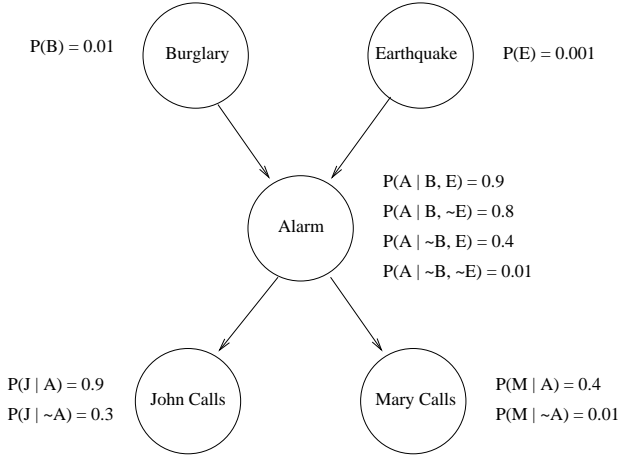 P(B) = 0.01
Burglary
Earthquake
P(E) = 0.001
P(A | B, E) = 0.9
P(A | B, ~E) = 0.8
P(A | ~B, E) = 0.4
P(A | ~B, ~E) = 0.01
Alarm
P(J | A) = 0.9
P(J | ~A) = 0.3
John Calls
Mary Calls
P(M | A) = 0.4
P(M | ~A) = 0.01